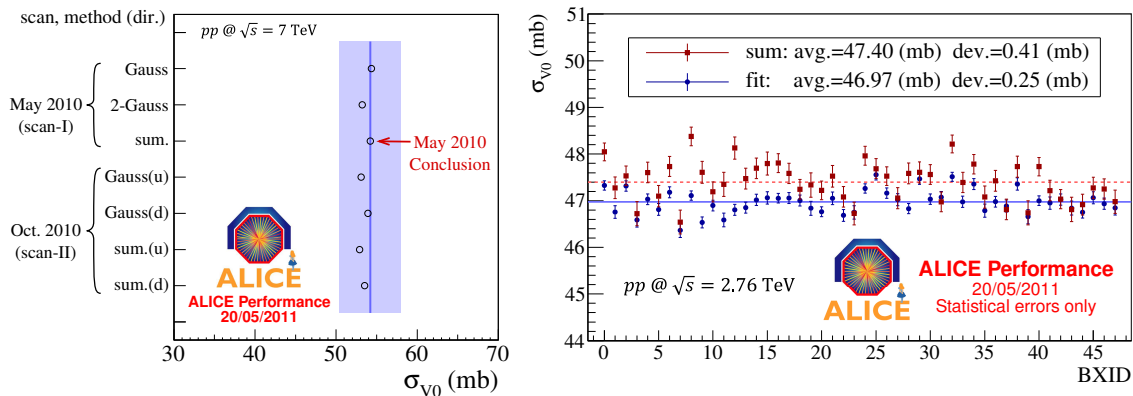 scan, method (dir.)
pp @ √s = 7 TeV
Gauss
May 2010
(scan-I)
2-Gauss
sum.
May 2010
Conclusion
Gauss(u)
Gauss(d)
Oct. 2010
(scan-II)
sum.(u)
sum.(d)
ALICE
ALICE Performance
20/05/2011
30 40 50 60 70
σV0 (mb)
σV0 (mb)
51
50
49
48
47
46
45
44
sum: avg.=47.40 (mb) dev.=0.41 (mb)
fit: avg.=46.97 (mb) dev.=0.25 (mb)
pp @ √s = 2.76 TeV
ALICE
ALICE Performance
20/05/2011
Statistical errors only
0 5 10 15 20 25 30 35 40 45
BXID